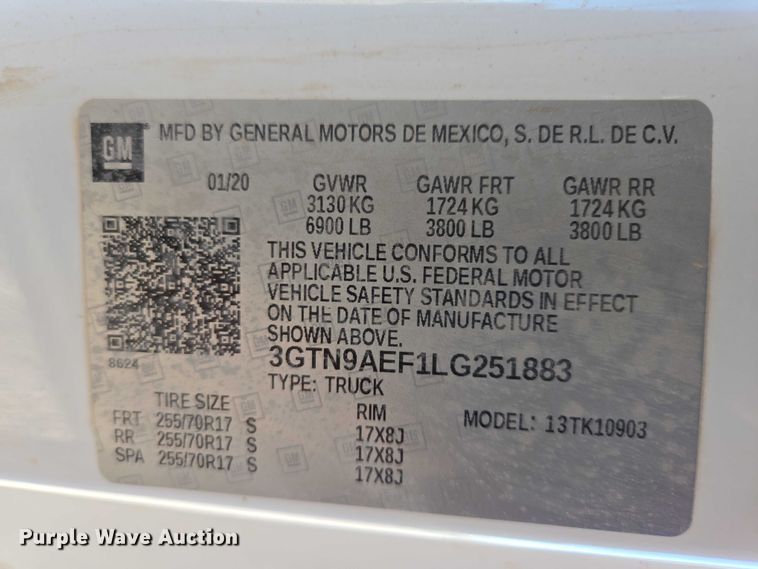 GM
MFD BY GENERAL MOTORS DE MEXICO, S. DE R.L. DE C.V.
01/20 GVWR GAWR FRT GAWR RR
3130 KG 1724 KG 1724 KG
6900 LB 3800 LB 3800 LB
THIS VEHICLE CONFORMS TO ALL
APPLICABLE U.S. FEDERAL MOTOR
VEHICLE SAFETY STANDARDS IN EFFECT
ON THE DATE OF MANUFACTURE
SHOWN ABOVE.
8624
3GTN9AEF1LG251883
TYPE: TRUCK
TIRE SIZE RIM MODEL: 13TK10903
FRT 255/70R17 S 17X8J
RR 255/70R17 S 17X8J
SPA 255/70R17 S 17X8J
Purple Wave Auction